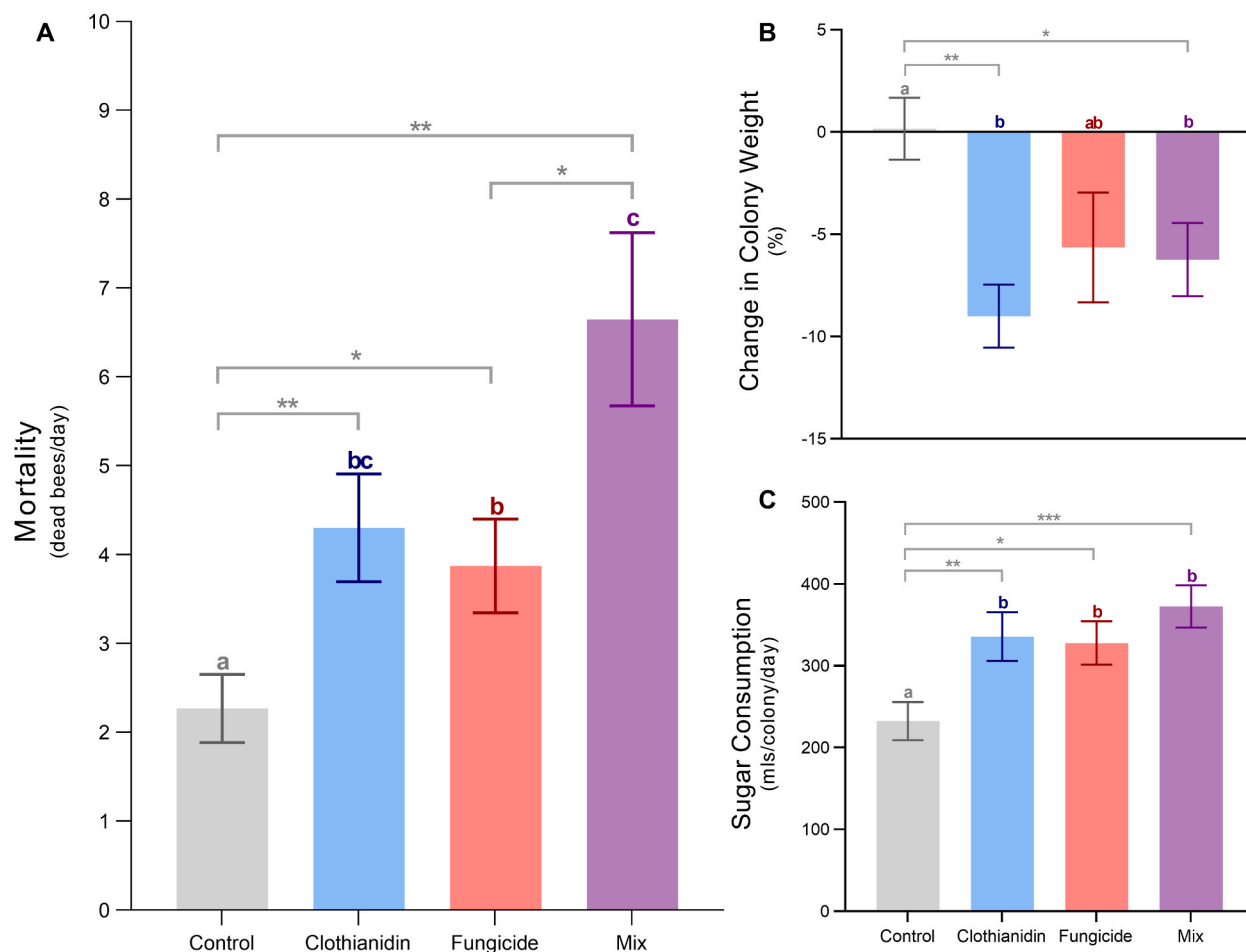 A
Mortality
(dead bees/day)
10
9
8
7
6
5
4
3
2
1
0
**
*
c
*
**
bc
b
a
Control Clothianidin Fungicide Mix
B
Change in Colony Weight
(%)
5
0
-5
-10
-15
*
**
a
b ab b
C
Sugar Consumption
(mls/colony/day)
500
400
300
200
100
0
***
*
**
a
b
b
b
Control Clothianidin Fungicide Mix